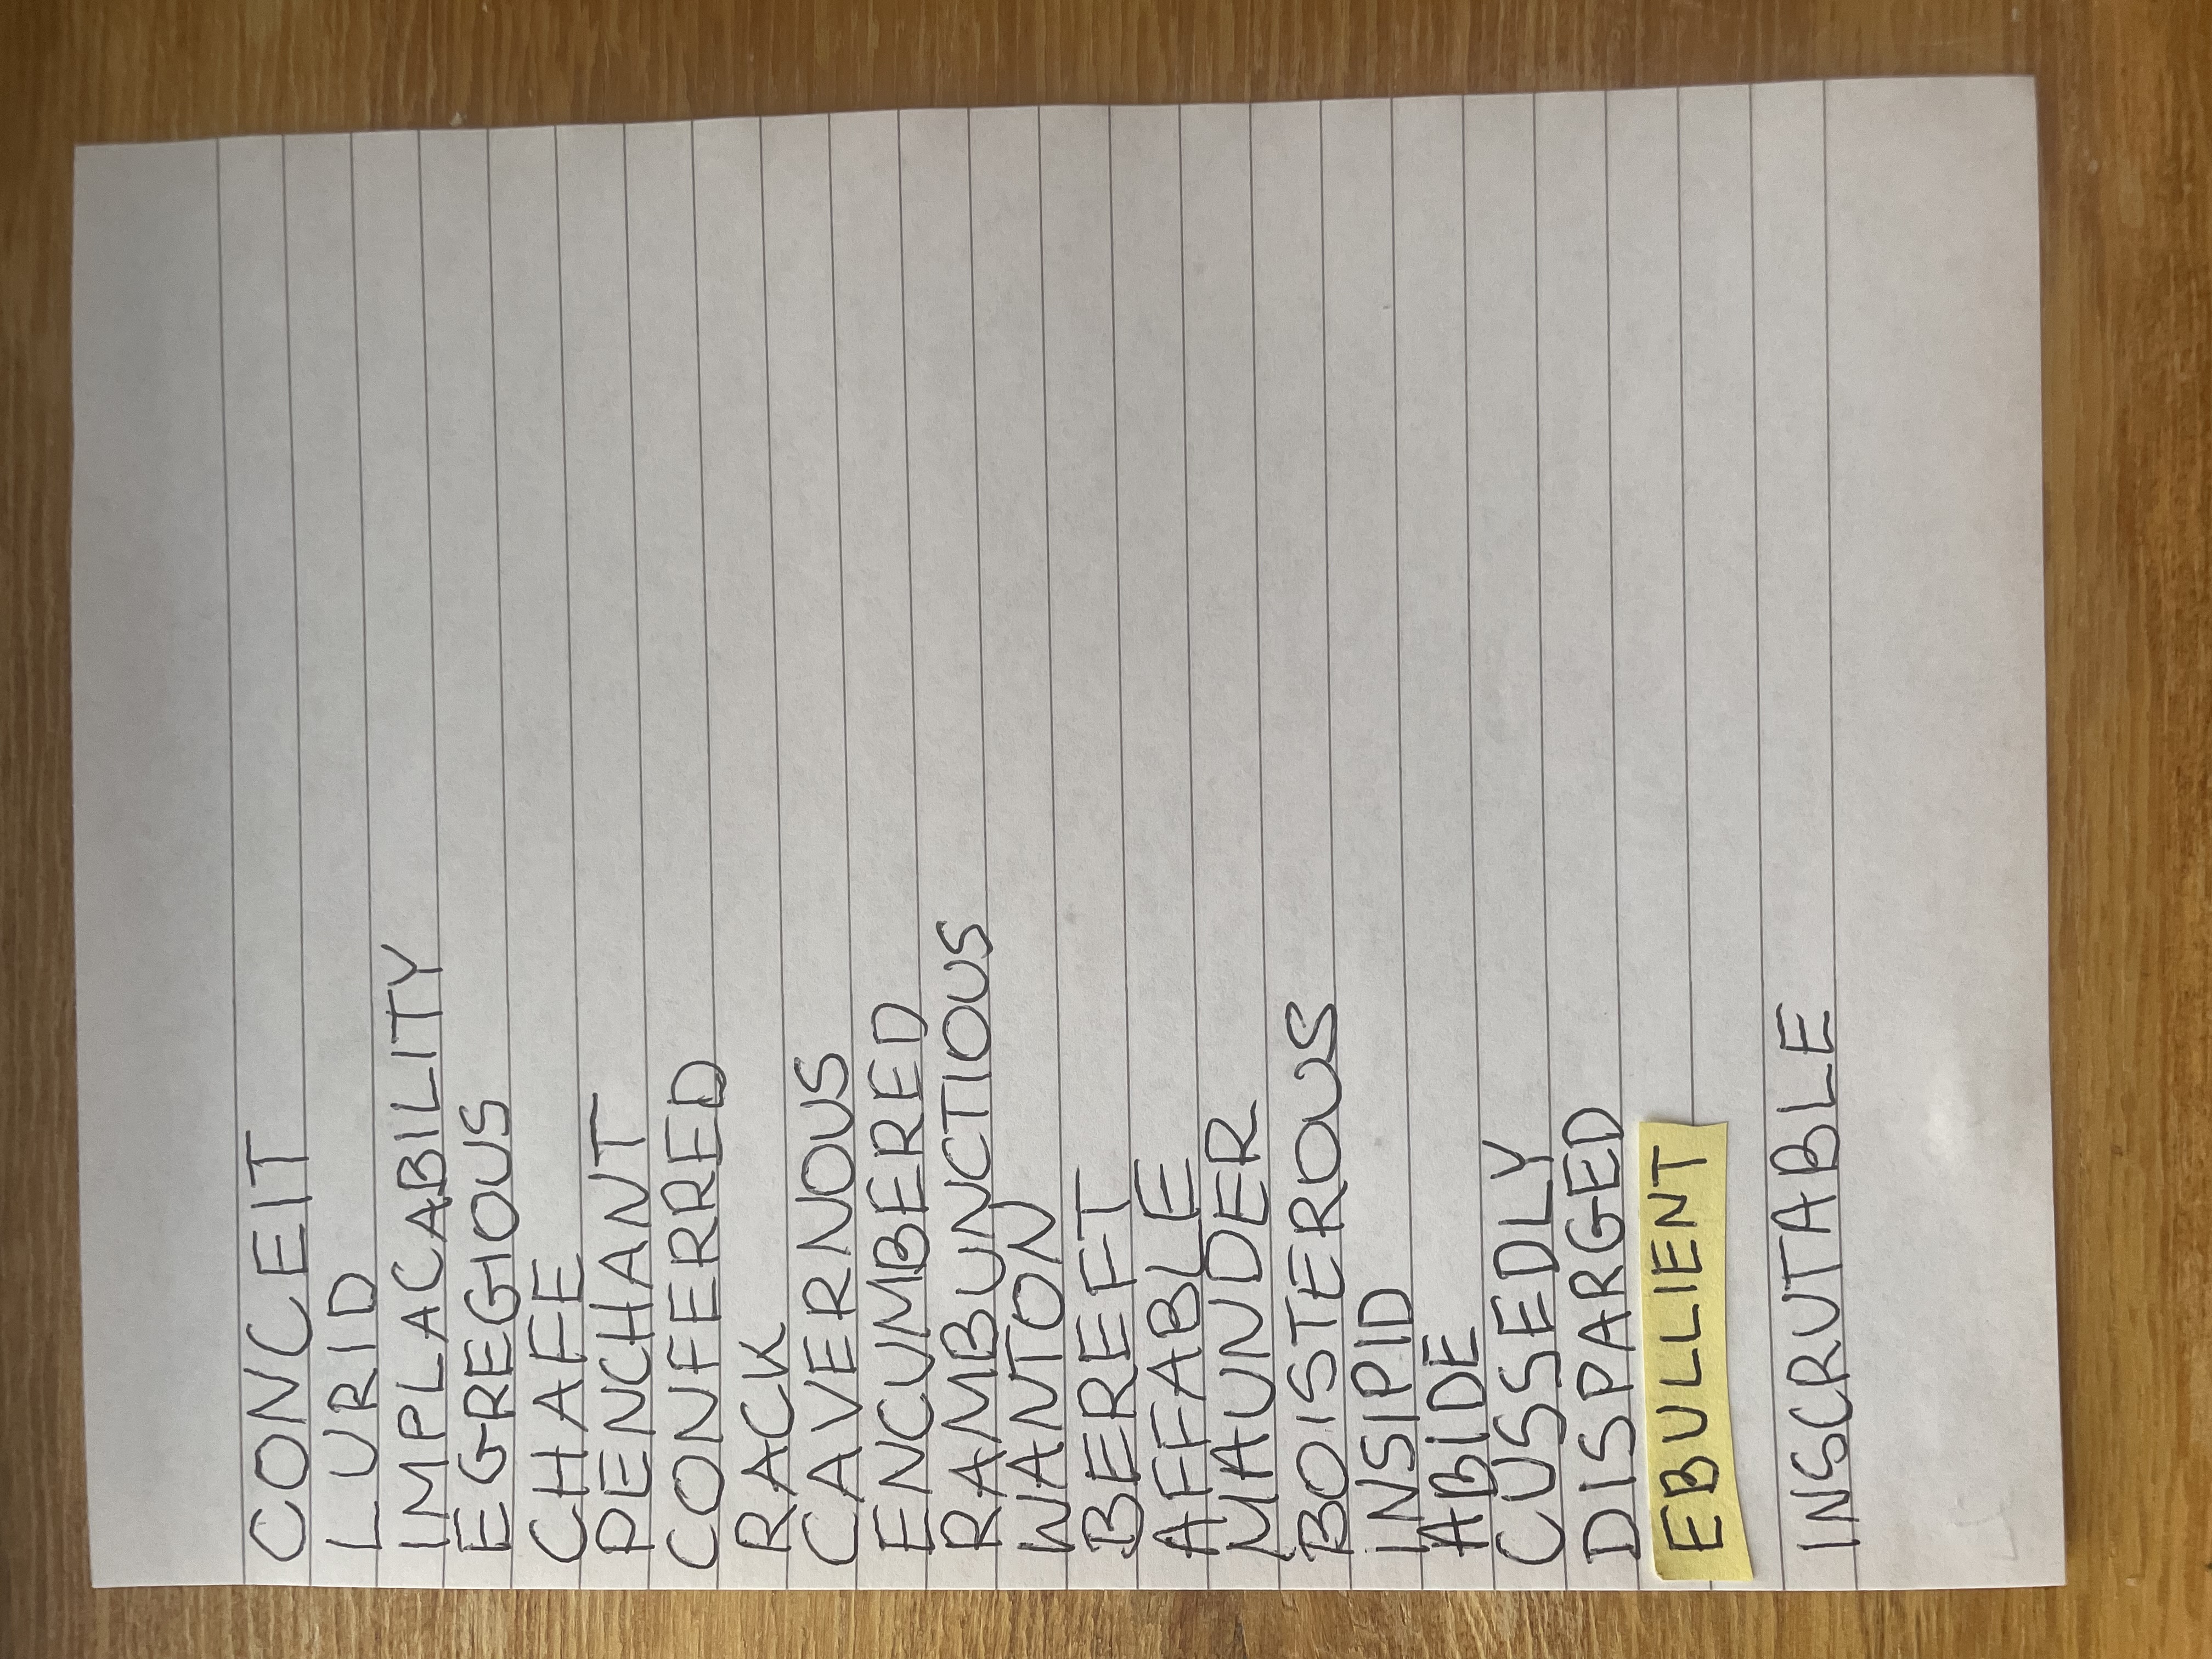 CONCEIT
LURID
IMPLACABILITY
EGREGIOUS
CHAFE
PENCHANT
CONFERRED
RACK
CAVERNOUS
ENCUMBERED
RAMBUNCTIOUS
WANTON
BEREFT
AFFABLE
MAUNDER
BOISTEROUS
INSIPID
ABIDE
CUSSEDLY
DISPARGED
EBULLIENT
INSCRUTABLE